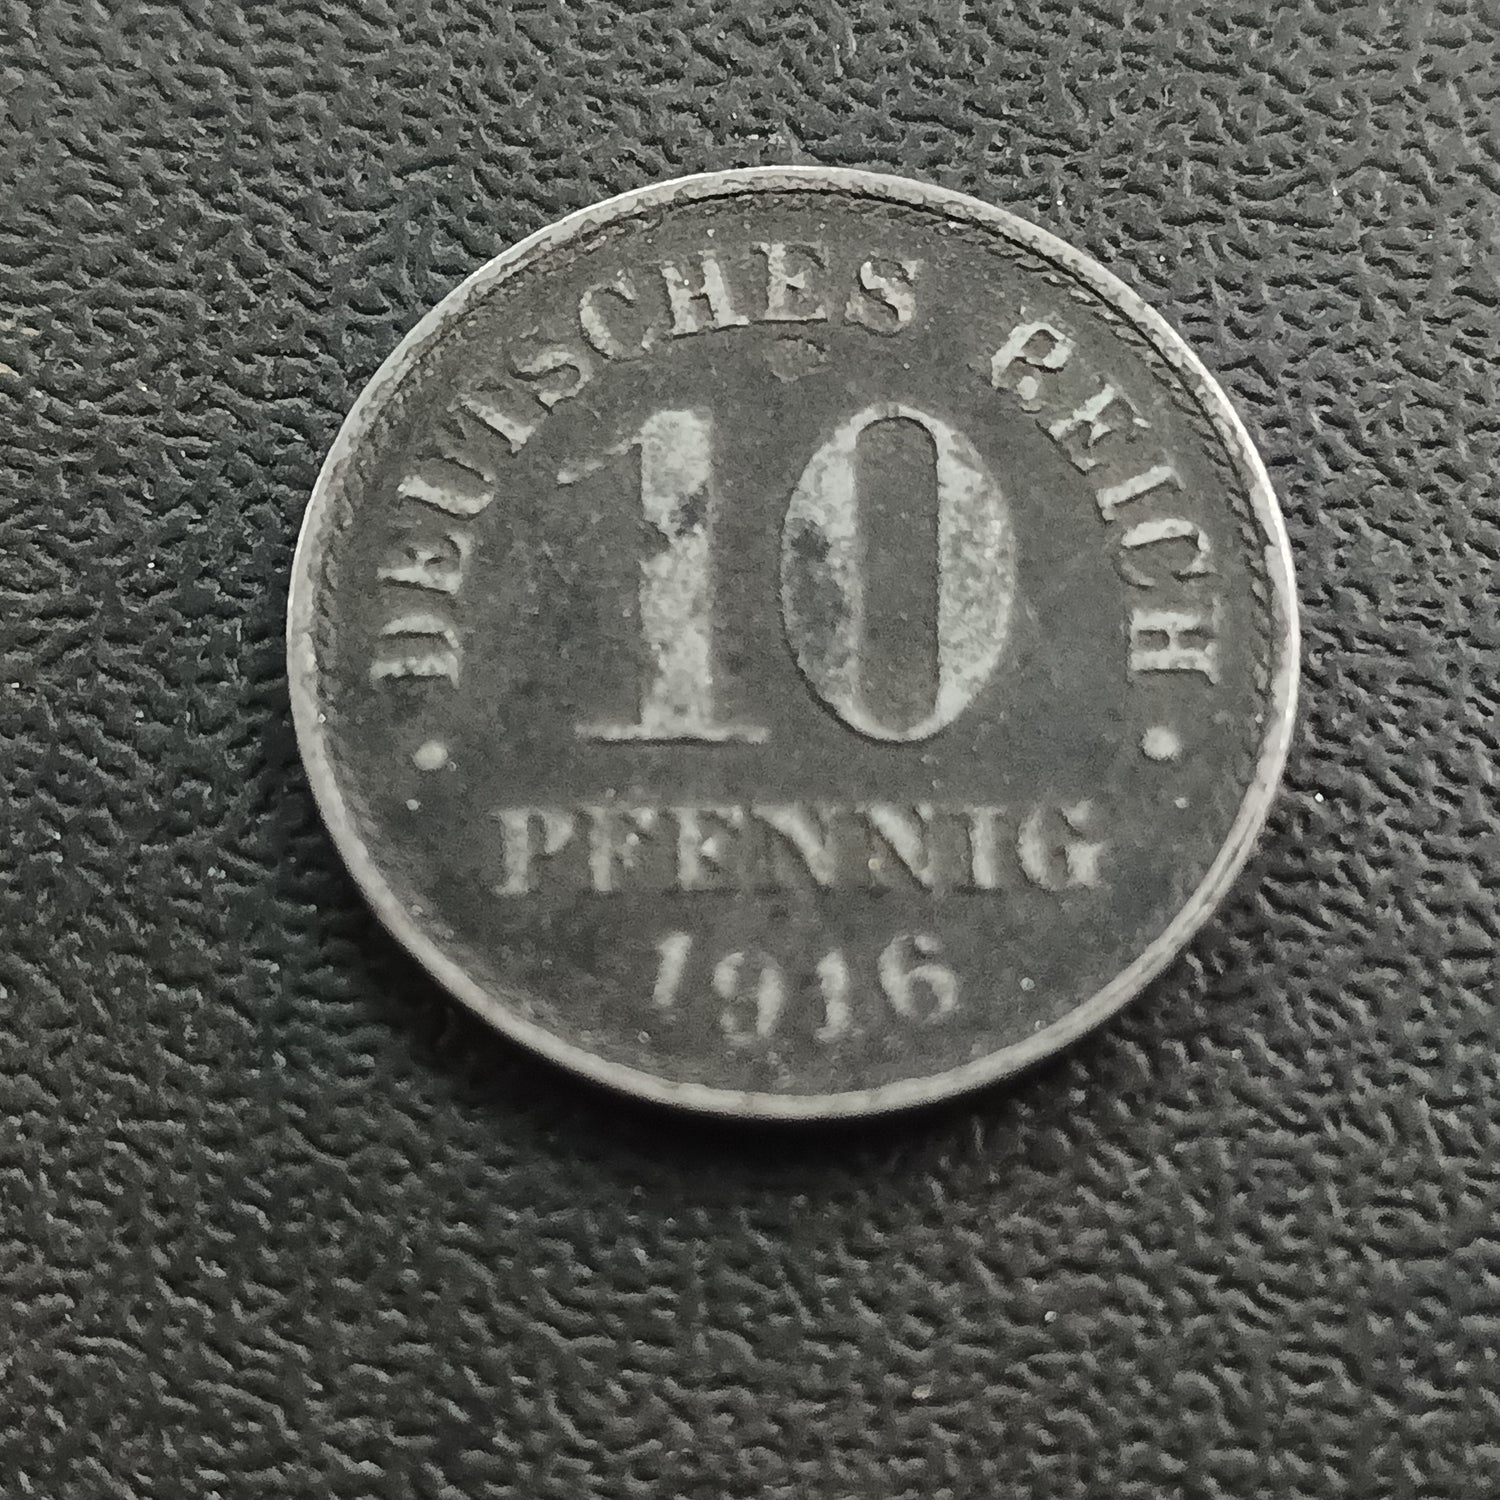 DEUTSCHES REICH
10
PFENNIG
1916